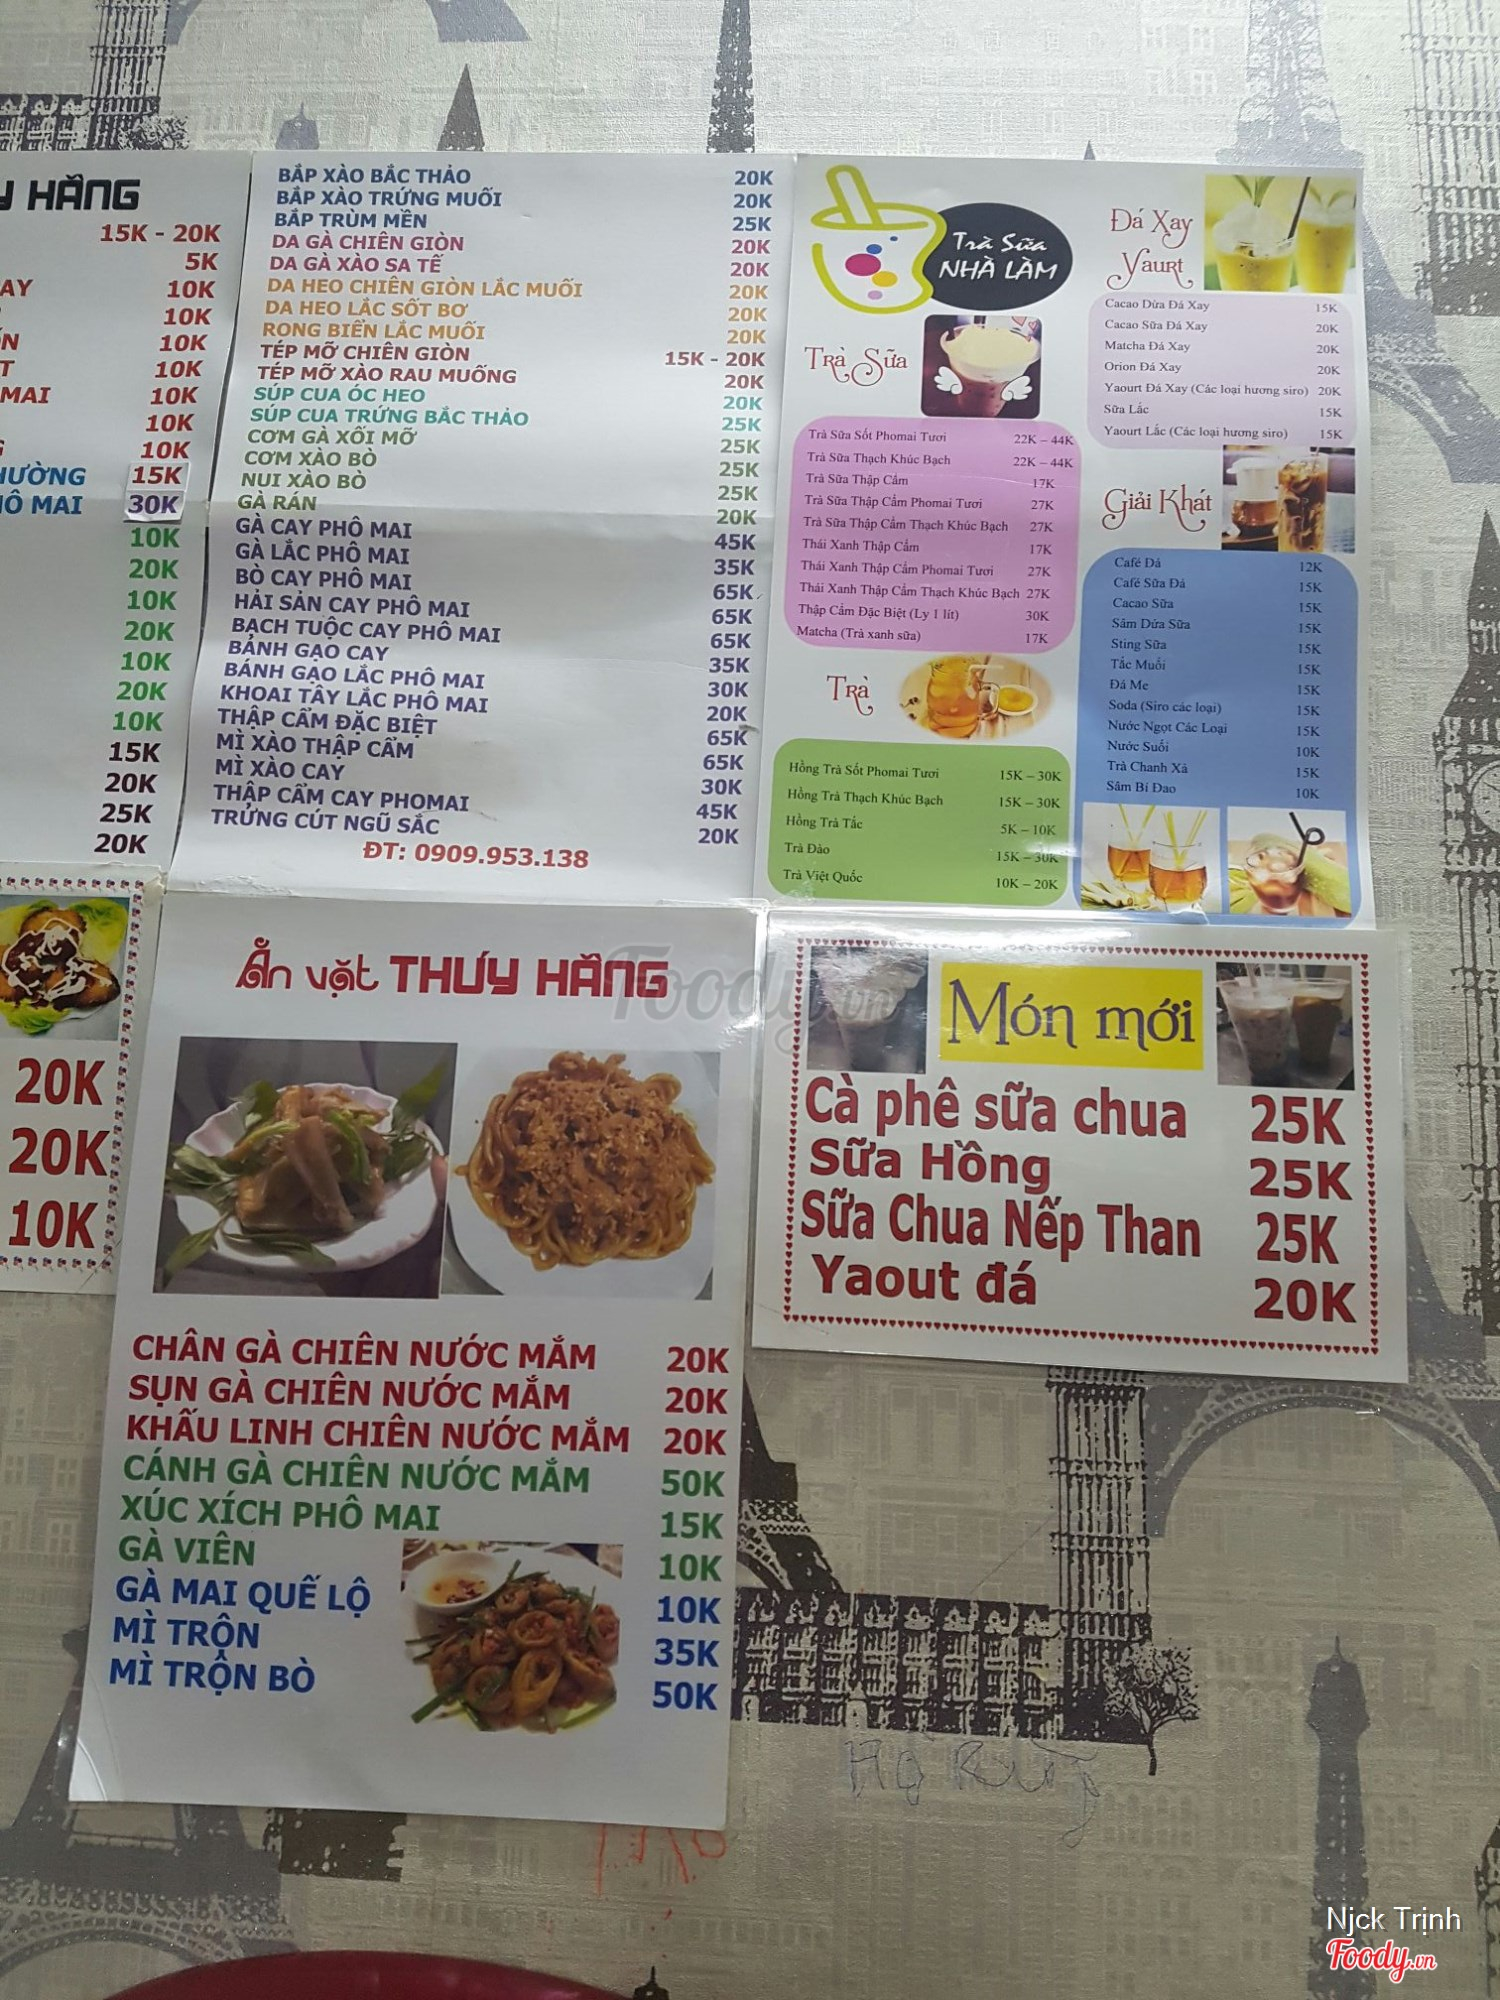 Y HẰNG
15K - 20K
5K
AY 10K
10K
N 10K
T 10K
MAI 10K
10K
G 10K
HƯỜNG 15K
HÔ MAI 30K
10K
20K
10K
20K
10K
20K
10K
15K
20K
25K
20K
BẮP XÀO BẮC THẢO 20K
BẮP XÀO TRỨNG MUỐI 20K
BẮP TRÙM MỀN 25K
DA GÀ CHIÊN GIÒN 20K
DA GÀ XÀO SA TẾ 20K
DA HEO CHIÊN GIÒN LẮC MUỐI 20K
DA HEO LẮC SỐT BƠ 20K
RONG BIỂN LẮC MUỐI 20K
TÉP MỠ CHIÊN GIÒN 15K - 20K
TÉP MỠ XÀO RAU MUỐNG 20K
SÚP CUA ÓC HEO 20K
SÚP CUA TRỨNG BẮC THẢO 25K
CƠM GÀ XỐI MỠ 25K
CƠM XÀO BÒ 25K
NUI XÀO BÒ 25K
GÀ RÁN 20K
GÀ CAY PHÔ MAI 45K
GÀ LẮC PHÔ MAI 35K
BÒ CAY PHÔ MAI 65K
HẢI SẢN CAY PHÔ MAI 65K
BẠCH TUỘC CAY PHÔ MAI 65K
BÁNH GẠO CAY 35K
BÁNH GẠO LẮC PHÔ MAI 30K
KHOAI TÂY LẮC PHÔ MAI 20K
THẬP CẨM ĐẶC BIỆT 65K
MÌ XÀO THẬP CẨM 65K
MÌ XÀO CAY 30K
THẬP CẨM CAY PHOMAI 45K
TRỨNG CÚT NGŨ SẮC 20K
ĐT: 0909.953.138
Trà Sữa
NHÀ LÀM
Trà Sữa
Trà Sữa Sốt Phomai Tươi 22K – 44K
Trà Sữa Thạch Khúc Bạch 22K – 44K
Trà Sữa Thập Cẩm 17K
Trà Sữa Thập Cẩm Phomai Tươi 27K
Trà Sữa Thập Cẩm Thạch Khúc Bạch 27K
Thái Xanh Thập Cẩm 17K
Thái Xanh Thập Cẩm Phomai Tươi 27K
Thái Xanh Thập Cẩm Thạch Khúc Bạch 27K
Thập Cẩm Đặc Biệt (Ly 1 lít) 30K
Matcha (Trà xanh sữa) 17K
Trà
Hồng Trà Sốt Phomai Tươi 15K – 30K
Hồng Trà Thạch Khúc Bạch 15K – 30K
Hồng Trà Tắc 5K – 10K
Trà Đào 15K – 30K
Trà Việt Quốc 10K – 20K
Đá Xay
Yaurt
Cacao Dừa Đá Xay 15K
Cacao Sữa Đá Xay 20K
Matcha Đá Xay 20K
Orion Đá Xay 20K
Yaourt Đá Xay (Các loại hương siro) 20K
Sữa Lắc 15K
Yaourt Lắc (Các loại hương siro) 15K
Giải Khát
Café Đá 12K
Café Sữa Đá 15K
Cacao Sữa 15K
Sâm Dứa Sữa 15K
Sting Sữa 15K
Tắc Muối 15K
Đá Me 15K
Soda (Siro các loại) 15K
Nước Ngọt Các Loại 15K
Nước Suối 10K
Trà Chanh Xả 15K
Sâm Bí Đao 10K
20K
20K
10K
Ăn vặt THÚY HẰNG
CHÂN GÀ CHIÊN NƯỚC MẮM 20K
SỤN GÀ CHIÊN NƯỚC MẮM 20K
KHẤU LINH CHIÊN NƯỚC MẮM 20K
CÁNH GÀ CHIÊN NƯỚC MẮM 50K
XÚC XÍCH PHÔ MAI 15K
GÀ VIÊN 10K
GÀ MAI QUẾ LỘ 10K
MÌ TRỘN 35K
MÌ TRỘN BÒ 50K
Món mới
Cà phê sữa chua 25K
Sữa Hồng 25K
Sữa Chua Nếp Than 25K
Yaout đá 20K
Foody.vn
Njck Trịnh
Foody.vn